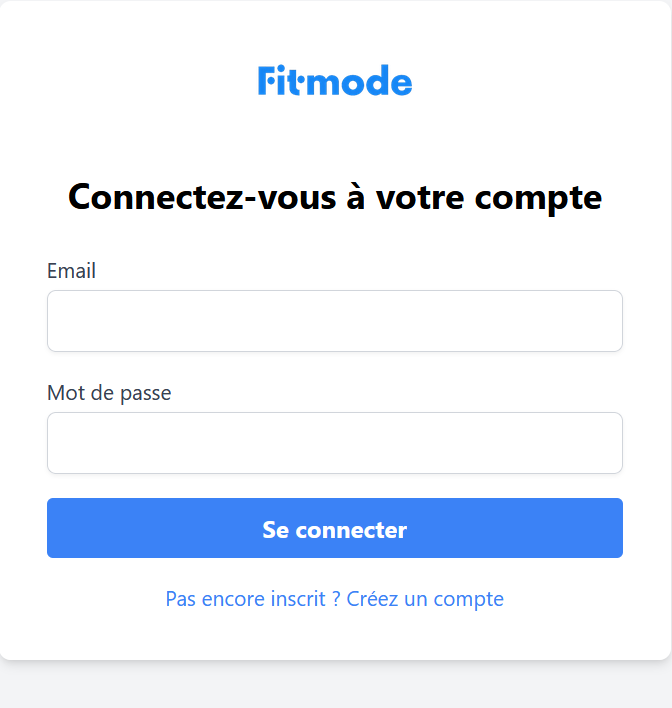 Fitmode
Connectez-vous à votre compte
Email
Mot de passe
Se connecter
Pas encore inscrit ? Créez un compte